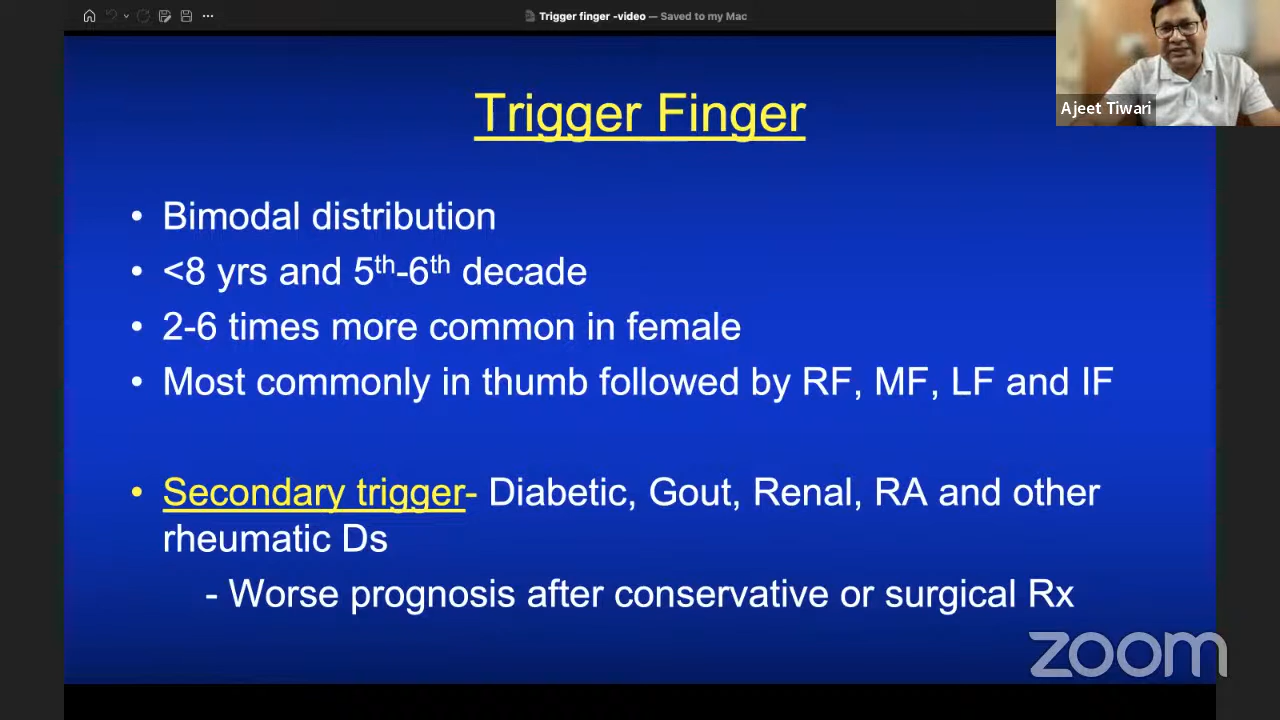 Trigger finger -video — Saved to my Mac
Ajeet Tiwari
Trigger Finger
• Bimodal distribution
• <8 yrs and 5th-6th decade
• 2-6 times more common in female
• Most commonly in thumb followed by RF, MF, LF and IF
• Secondary trigger- Diabetic, Gout, Renal, RA and other
rheumatic Ds
- Worse prognosis after conservative or surgical Rx
zoom